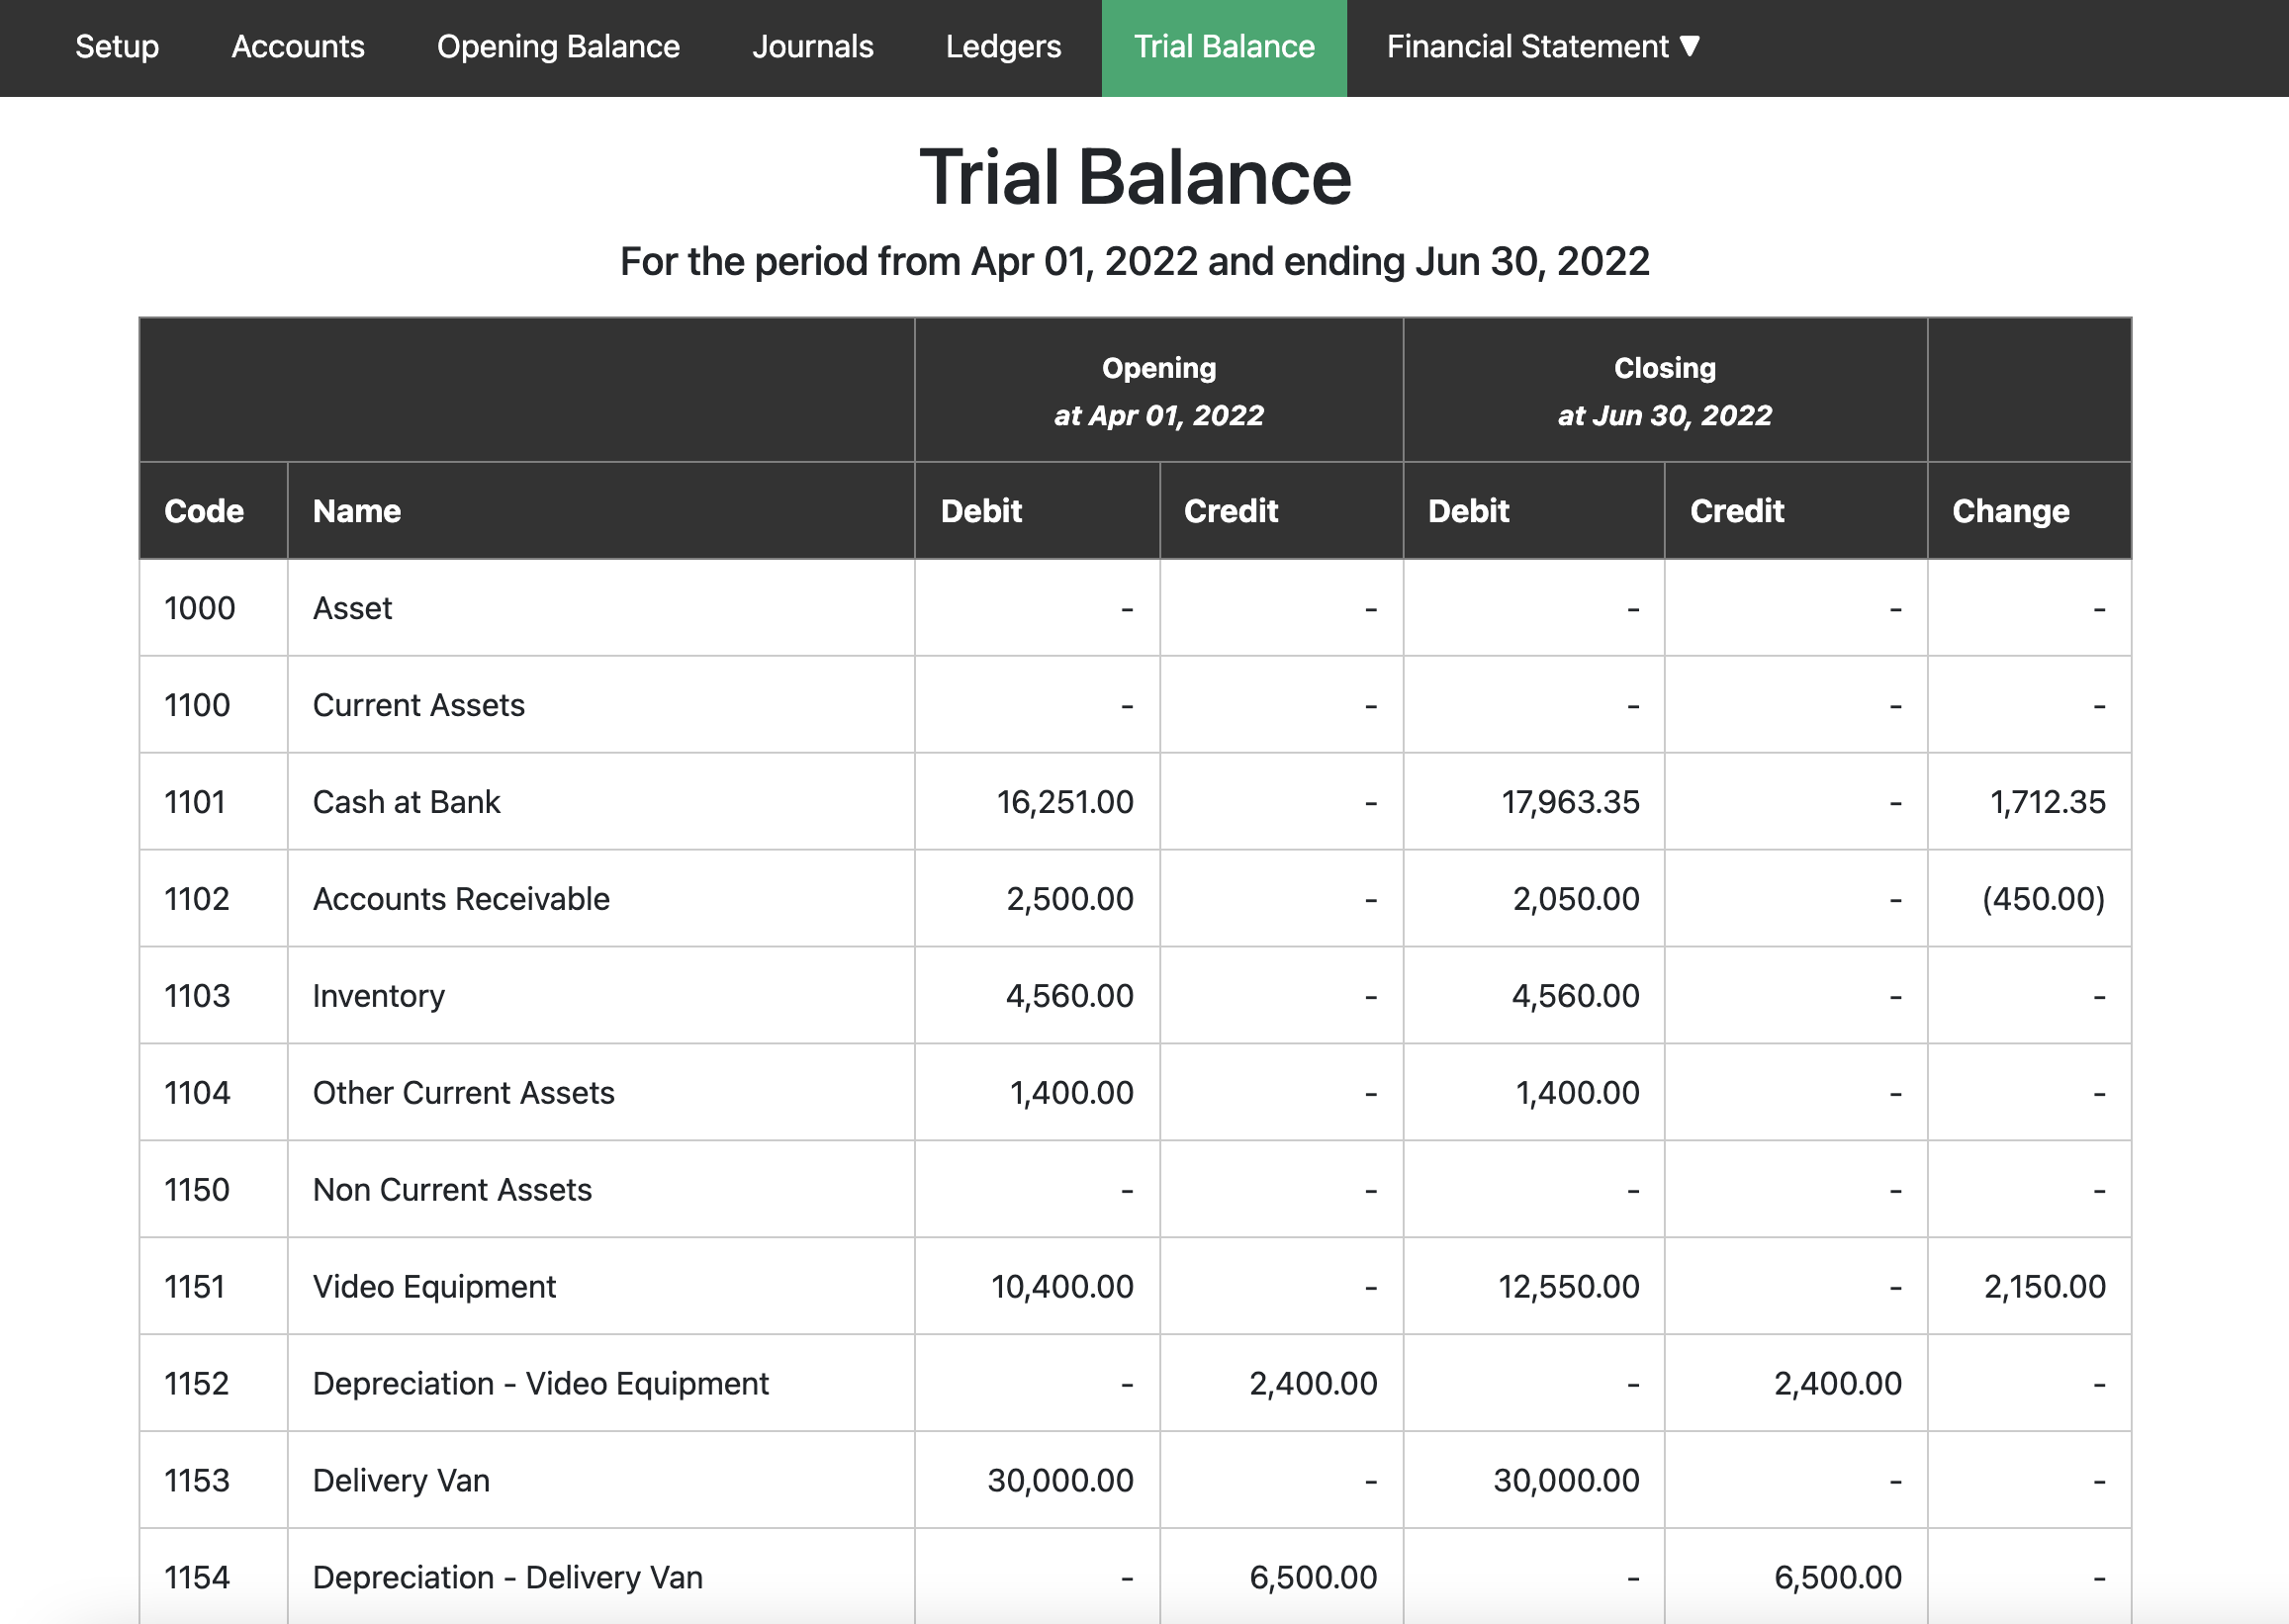 Setup Accounts Opening Balance Journals Ledgers Trial Balance Financial Statement ▼
Trial Balance
For the period from Apr 01, 2022 and ending Jun 30, 2022
Opening Closing
at Apr 01, 2022 at Jun 30, 2022
Code Name Debit Credit Debit Credit Change
1000 Asset - - - - -
1100 Current Assets - - - - -
1101 Cash at Bank 16,251.00 - 17,963.35 - 1,712.35
1102 Accounts Receivable 2,500.00 - 2,050.00 - (450.00)
1103 Inventory 4,560.00 - 4,560.00 - -
1104 Other Current Assets 1,400.00 - 1,400.00 - -
1150 Non Current Assets - - - - -
1151 Video Equipment 10,400.00 - 12,550.00 - 2,150.00
1152 Depreciation - Video Equipment - 2,400.00 - 2,400.00 -
1153 Delivery Van 30,000.00 - 30,000.00 - -
1154 Depreciation - Delivery Van - 6,500.00 - 6,500.00 -